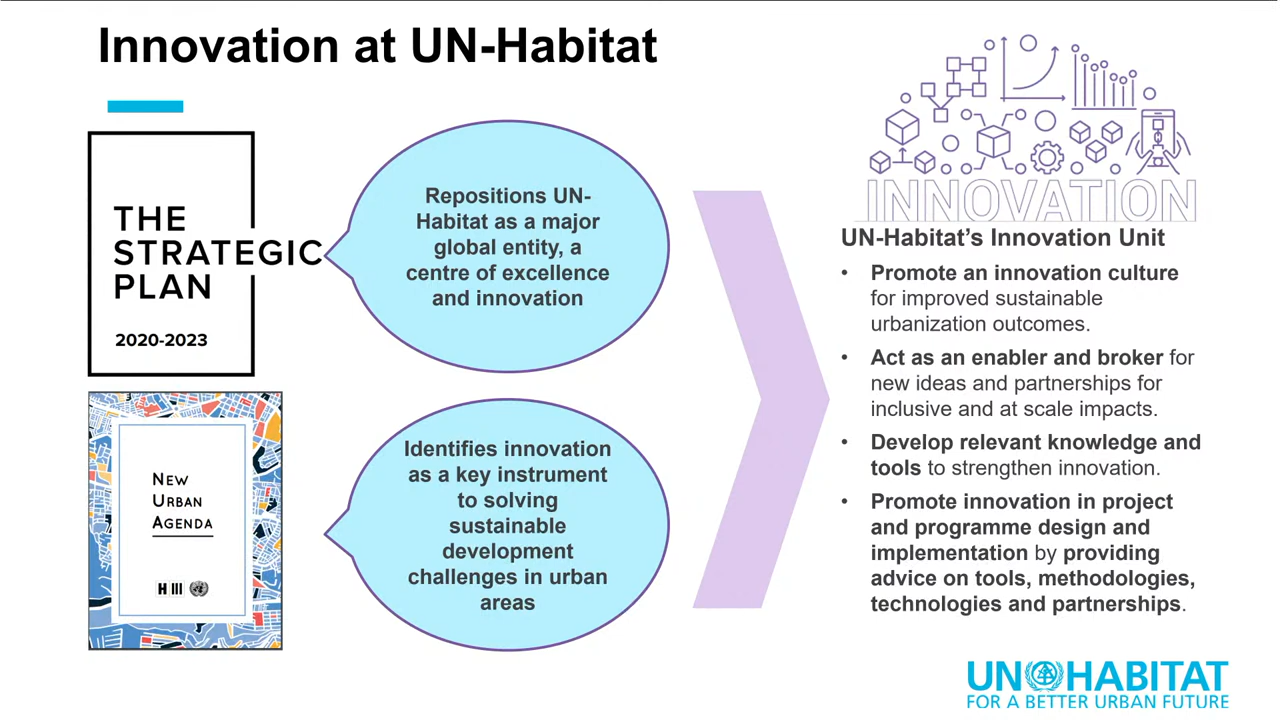 Innovation at UN-Habitat
THE
STRATEGIC
PLAN
2020-2023
Repositions UN-
Habitat as a major
global entity, a
centre of excellence
and innovation
NEW
URBAN
AGENDA
H III
Identifies innovation
as a key instrument
to solving
sustainable
development
challenges in urban
areas
INNOVATION
UN-Habitat’s Innovation Unit
• Promote an innovation culture
for improved sustainable
urbanization outcomes.
• Act as an enabler and broker for
new ideas and partnerships for
inclusive and at scale impacts.
• Develop relevant knowledge and
tools to strengthen innovation.
• Promote innovation in project
and programme design and
implementation by providing
advice on tools, methodologies,
technologies and partnerships.
UN HABITAT
FOR A BETTER URBAN FUTURE